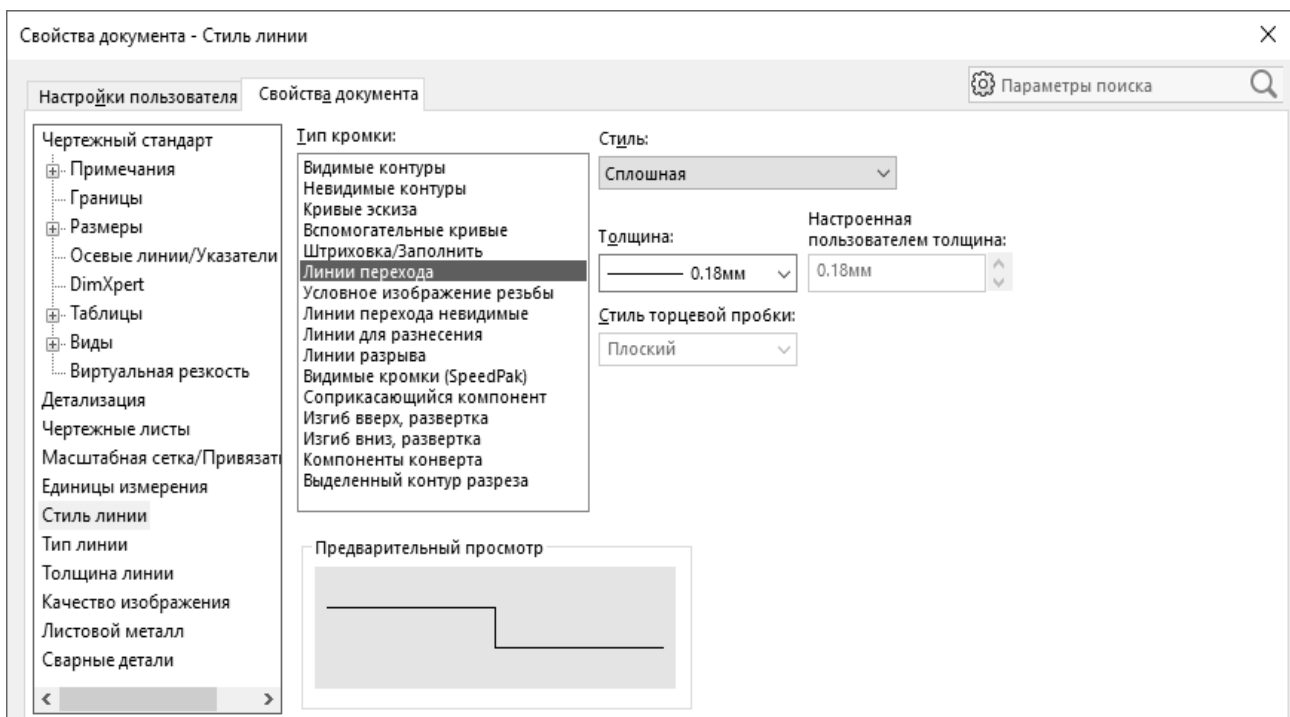 Свойства документа - Стиль линии
Настройки пользователя
Свойства документа
Параметры поиска
Чертежный стандарт
Примечания
Границы
Размеры
Осевые линии/Указатели
DimXpert
Таблицы
Виды
Виртуальная резкость
Детализация
Чертежные листы
Масштабная сетка/Привязать
Единицы измерения
Стиль линии
Тип линии
Толщина линии
Качество изображения
Листовой металл
Сварные детали
Тип кромки:
Видимые контуры
Невидимые контуры
Кривые эскиза
Вспомогательные кривые
Штриховка/Заполнить
Линии перехода
Условное изображение резьбы
Линии перехода невидимые
Линии для разнесения
Линии разрыва
Видимые кромки (SpeedPak)
Соприкасающийся компонент
Изгиб вверх, развертка
Изгиб вниз, развертка
Компоненты конверта
Выделенный контур разреза
Предварительный просмотр
Стиль:
Сплошная
Толщина:
0.18мм
Настроенная
пользователем толщина:
0.18мм
Стиль торцевой пробки:
Плоский